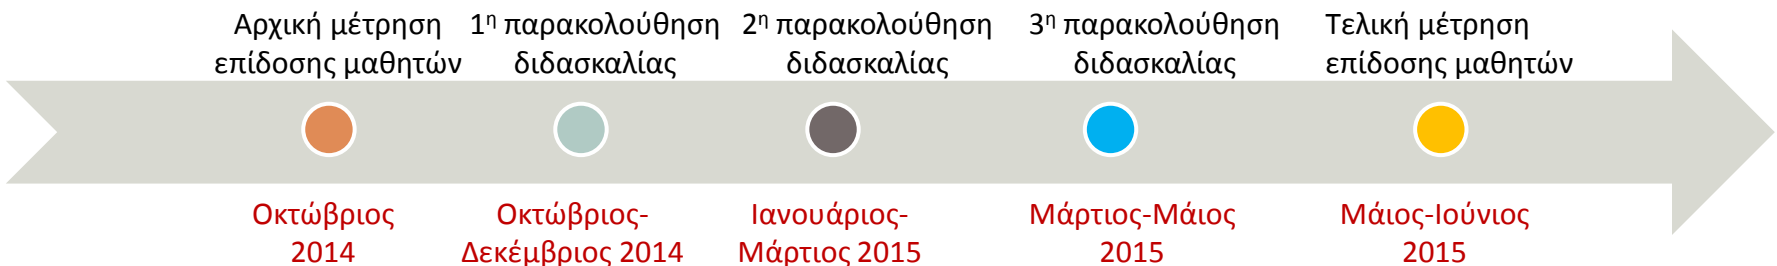 Αρχική μέτρηση
επίδοσης μαθητών
1η παρακολούθηση
διδασκαλίας
2η παρακολούθηση
διδασκαλίας
3η παρακολούθηση
διδασκαλίας
Τελική μέτρηση
επίδοσης μαθητών
Οκτώβριος
2014
Οκτώβριος-
Δεκέμβριος 2014
Ιανουάριος-
Μάρτιος 2015
Μάρτιος-Μάιος
2015
Μάιος-Ιούνιος
2015